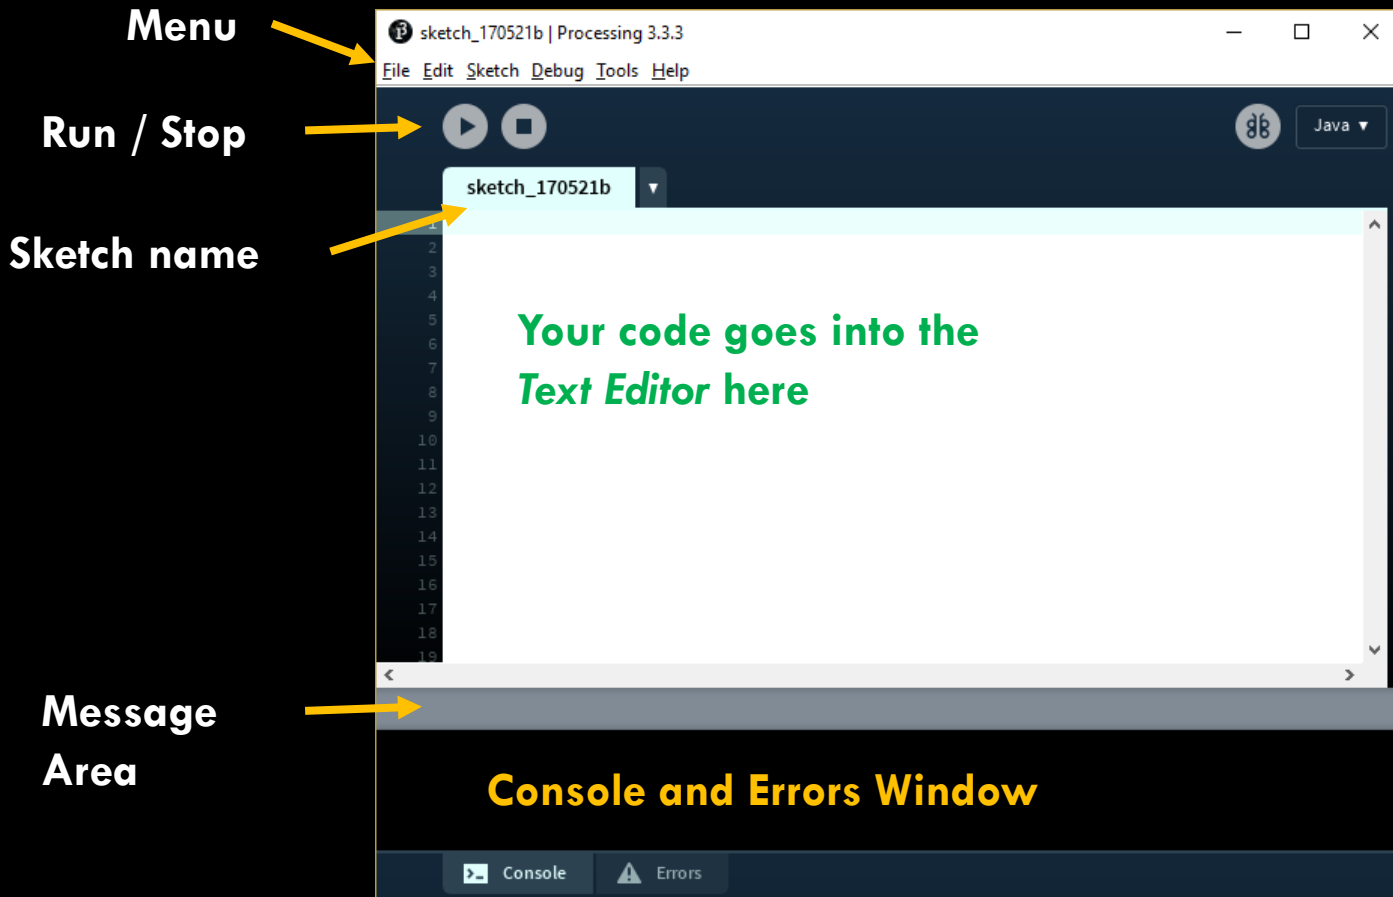 Menu
sketch_170521b | Processing 3.3.3
File Edit Sketch Debug Tools Help
Run / Stop
Java ▼
sketch_170521b ▼
Sketch name
1
2
3
4
5
6
7
8
9
10
11
12
13
14
15
16
17
18
19
Your code goes into the
Text Editor here
Message
Area
Console and Errors Window
Console
Errors